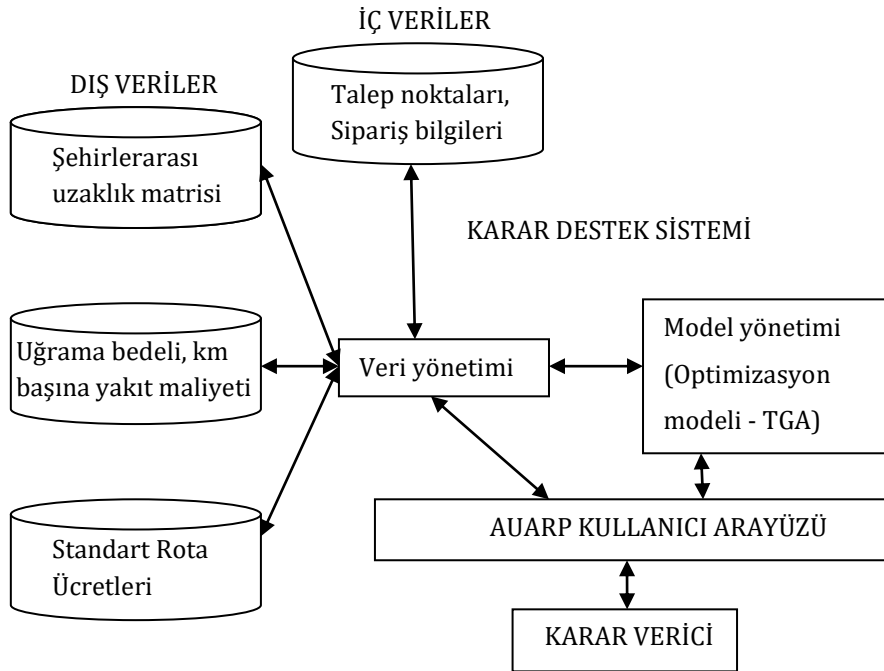 İÇ VERİLER
Talep noktaları,
Sipariş bilgileri
DIŞ VERİLER
Şehirlerarası
uzaklık matrisi
KARAR DESTEK SİSTEMİ
Uğrama bedeli, km
başına yakıt maliyeti
Veri yönetimi
Model yönetimi
(Optimizasyon
modeli - TGA)
Standart Rota
Ücretleri
AUARP KULLANICI ARAYÜZÜ
KARAR VERİCİ